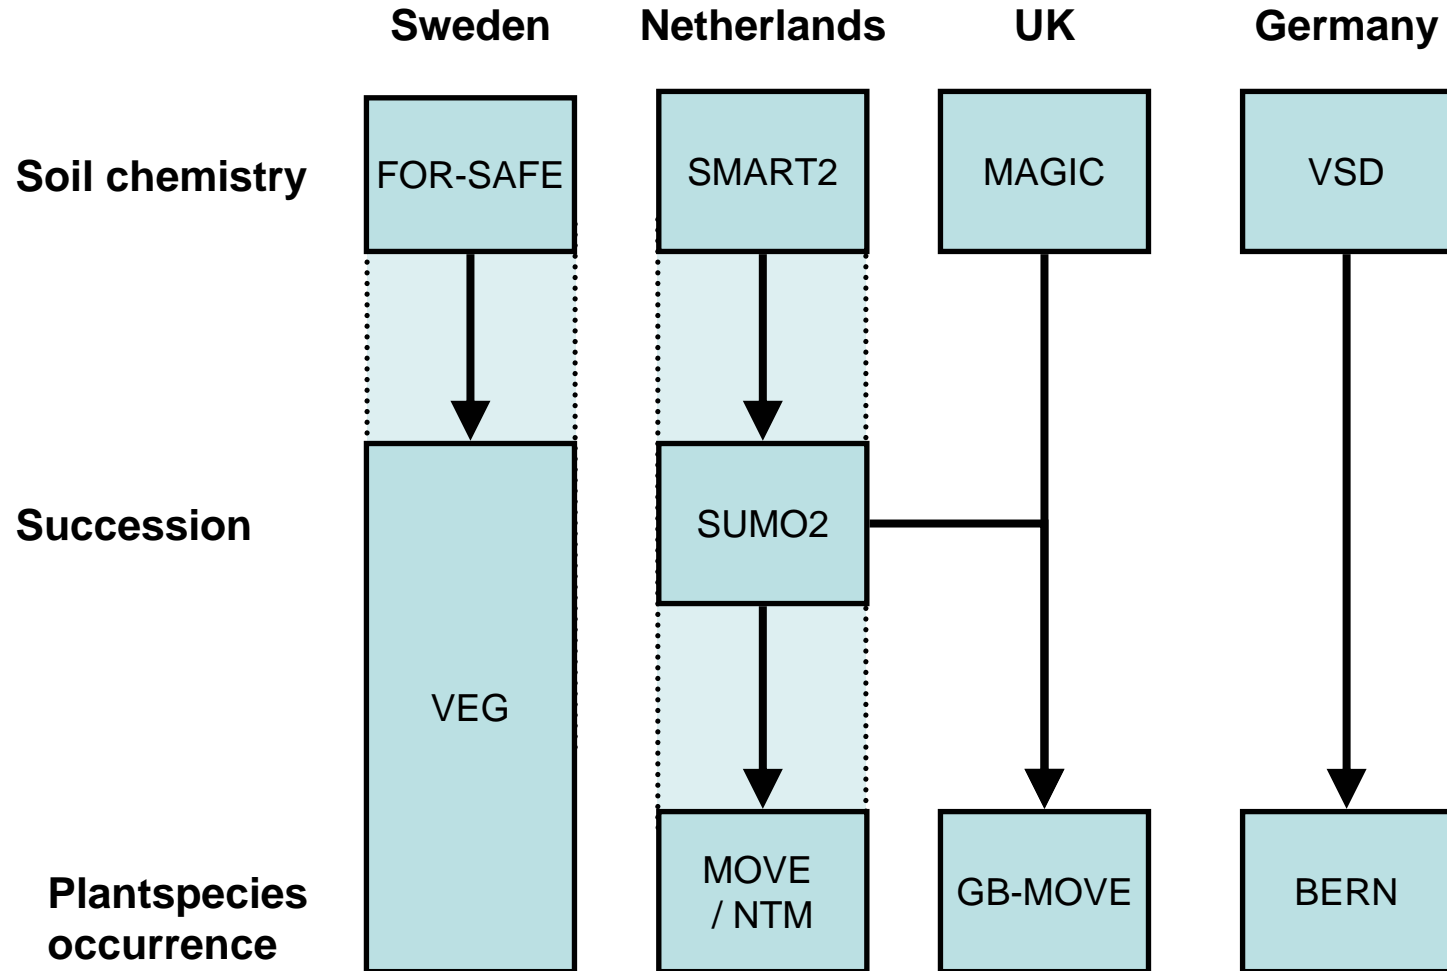 Sweden Netherlands UK Germany
Soil chemistry FOR-SAFE SMART2 MAGIC VSD
Succession SUMO2
VEG
Plantspecies
occurrence
MOVE
/ NTM
GB-MOVE BERN